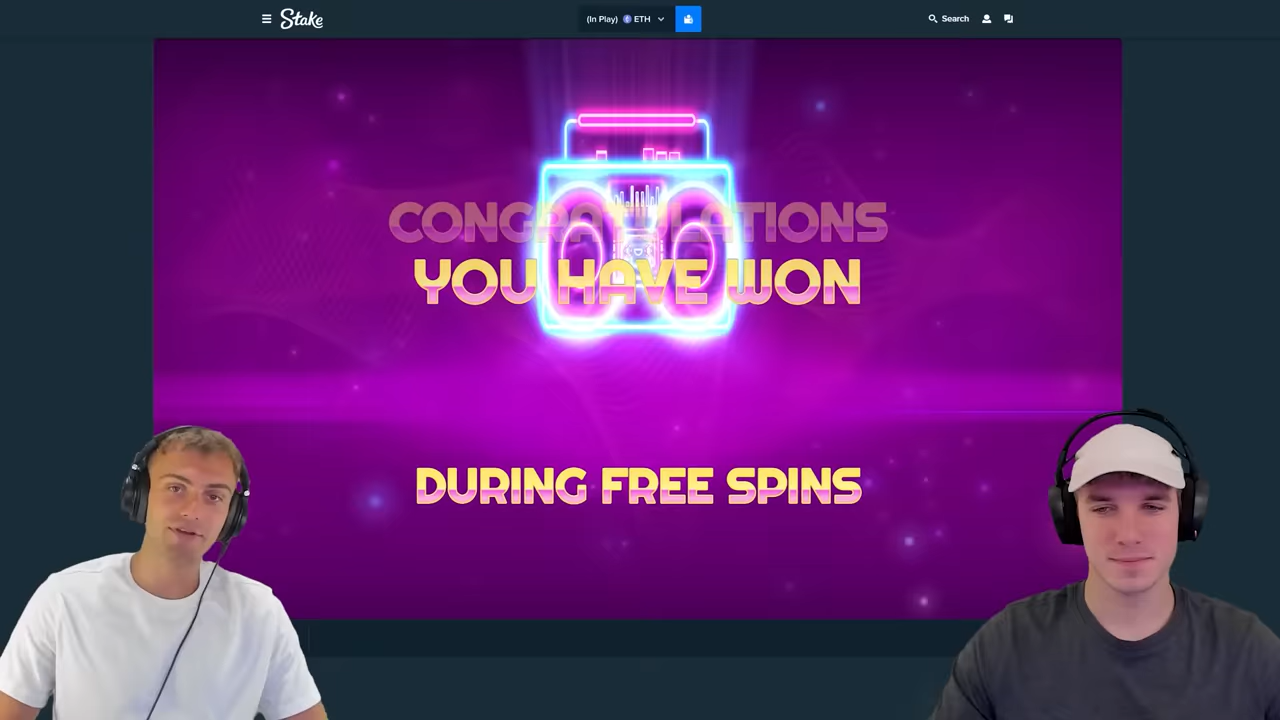 Stake
(In Play) ETH
Search
CONGRATULATIONS
YOU HAVE WON
DURING FREE SPINS